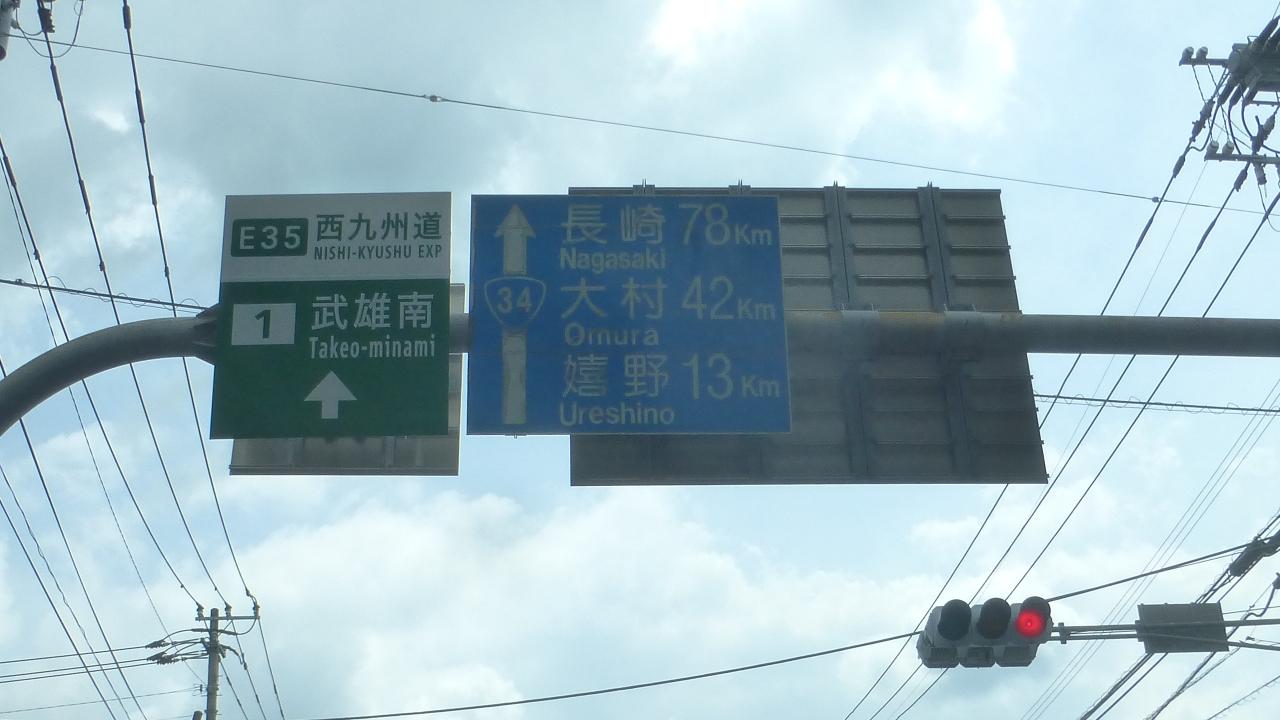 E35 西九州道
NISHI-KYUSHU EXP
1 武雄南
Takeo-minami
長崎 78Km
Nagasaki
34
大村 42Km
Omura
嬉野 13Km
Ureshino